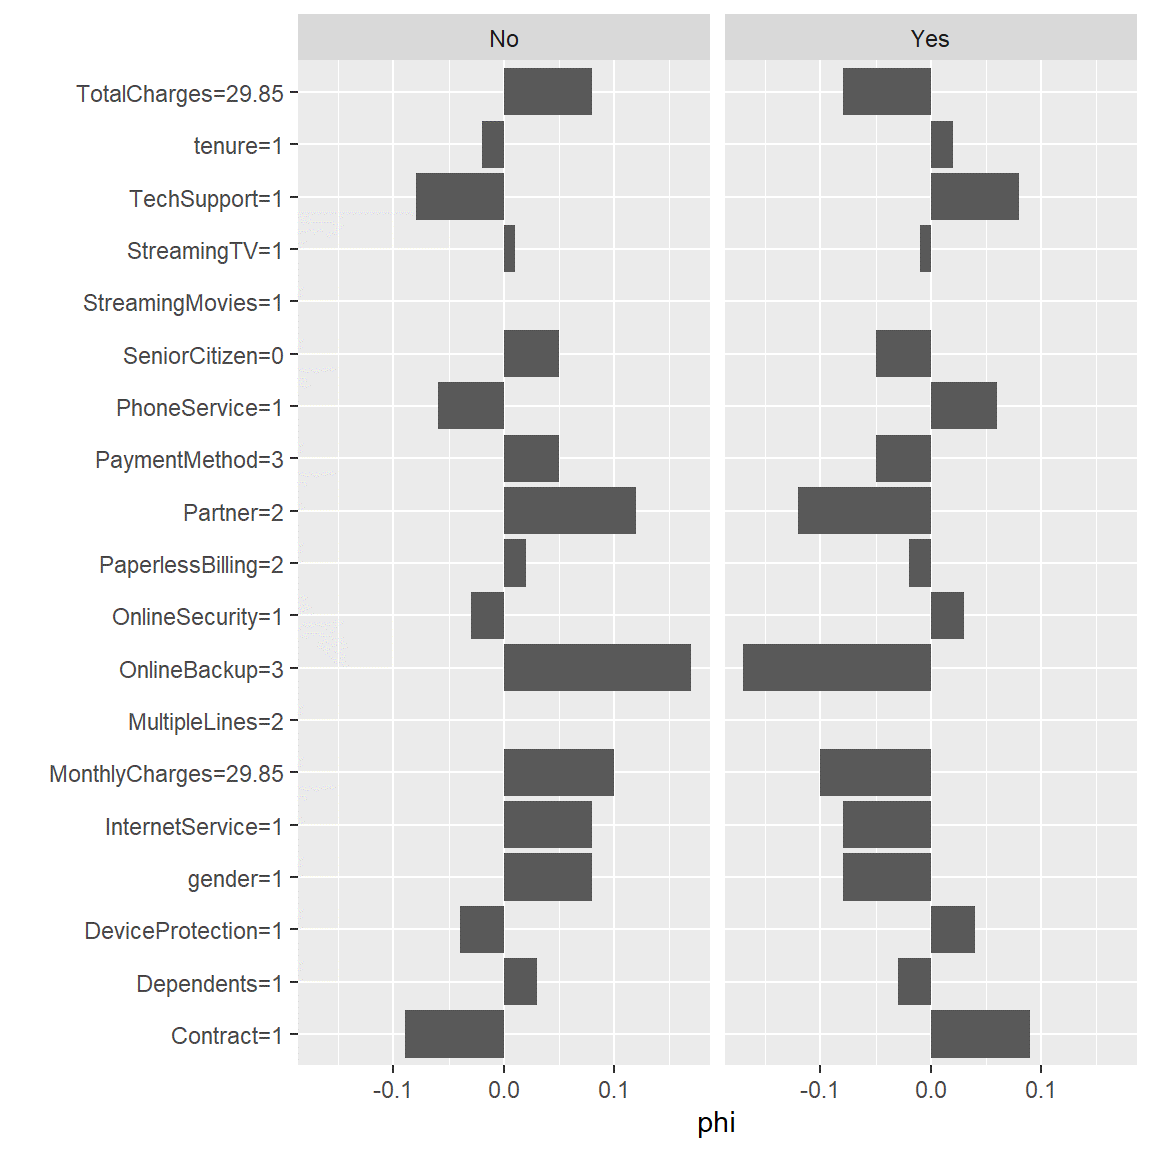 No
Yes
TotalCharges=29.85
tenure=1
TechSupport=1
StreamingTV=1
StreamingMovies=1
SeniorCitizen=0
PhoneService=1
PaymentMethod=3
Partner=2
PaperlessBilling=2
OnlineSecurity=1
OnlineBackup=3
MultipleLines=2
MonthlyCharges=29.85
InternetService=1
gender=1
DeviceProtection=1
Dependents=1
Contract=1
-0.1 0.0 0.1 -0.1 0.0 0.1
phi